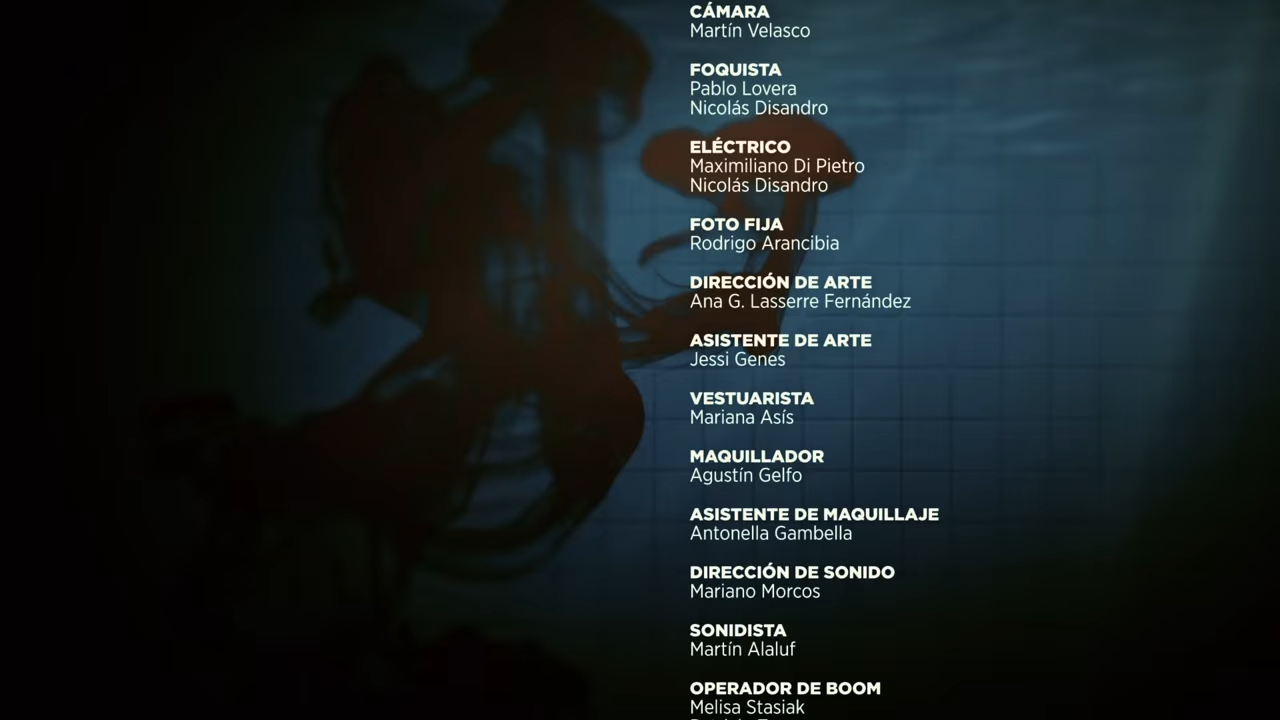 CÁMARA
Martín Velasco
FOQUISTA
Pablo Lovera
Nicolás Disandro
ELÉCTRICO
Maximiliano Di Pietro
Nicolás Disandro
FOTO FIJA
Rodrigo Arancibia
DIRECCIÓN DE ARTE
Ana G. Lasserre Fernández
ASISTENTE DE ARTE
Jessi Genes
VESTUARISTA
Mariana Asís
MAQUILLADOR
Agustín Gelfo
ASISTENTE DE MAQUILLAJE
Antonella Gambella
DIRECCIÓN DE SONIDO
Mariano Morcos
SONIDISTA
Martín Alaluf
OPERADOR DE BOOM
Melisa Stasiak